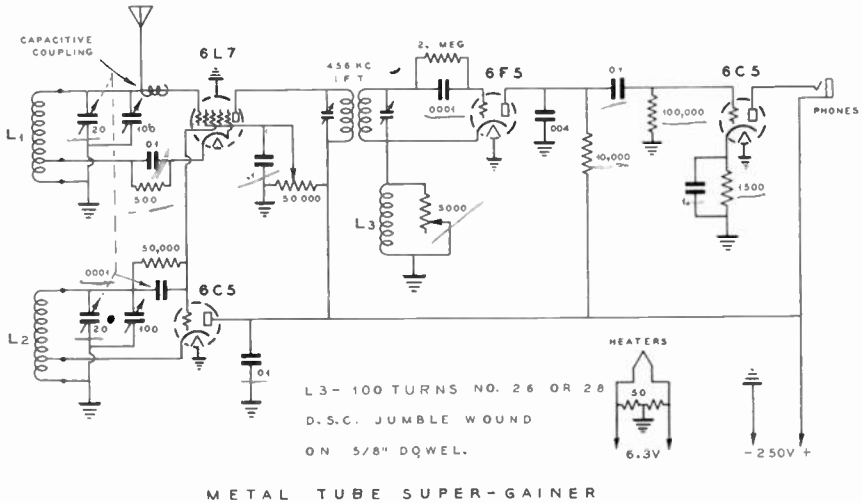 CAPACITIVE
COUPLING
6L7
456 KC
IFT
2. MEG
.0001
6F5
.01
6C5
PHONES
L1
20
100
.01
500
.1
50 000
.004
10,000
100,000
L3
5000
1500
50,000
.0001
6C5
L2
20
100
.01
HEATERS
50
6.3V
-250V +
L3- 100 TURNS NO. 26 OR 28
D.S.C. JUMBLE WOUND
ON 5/8" DOWEL.
METAL TUBE SUPER-GAINER